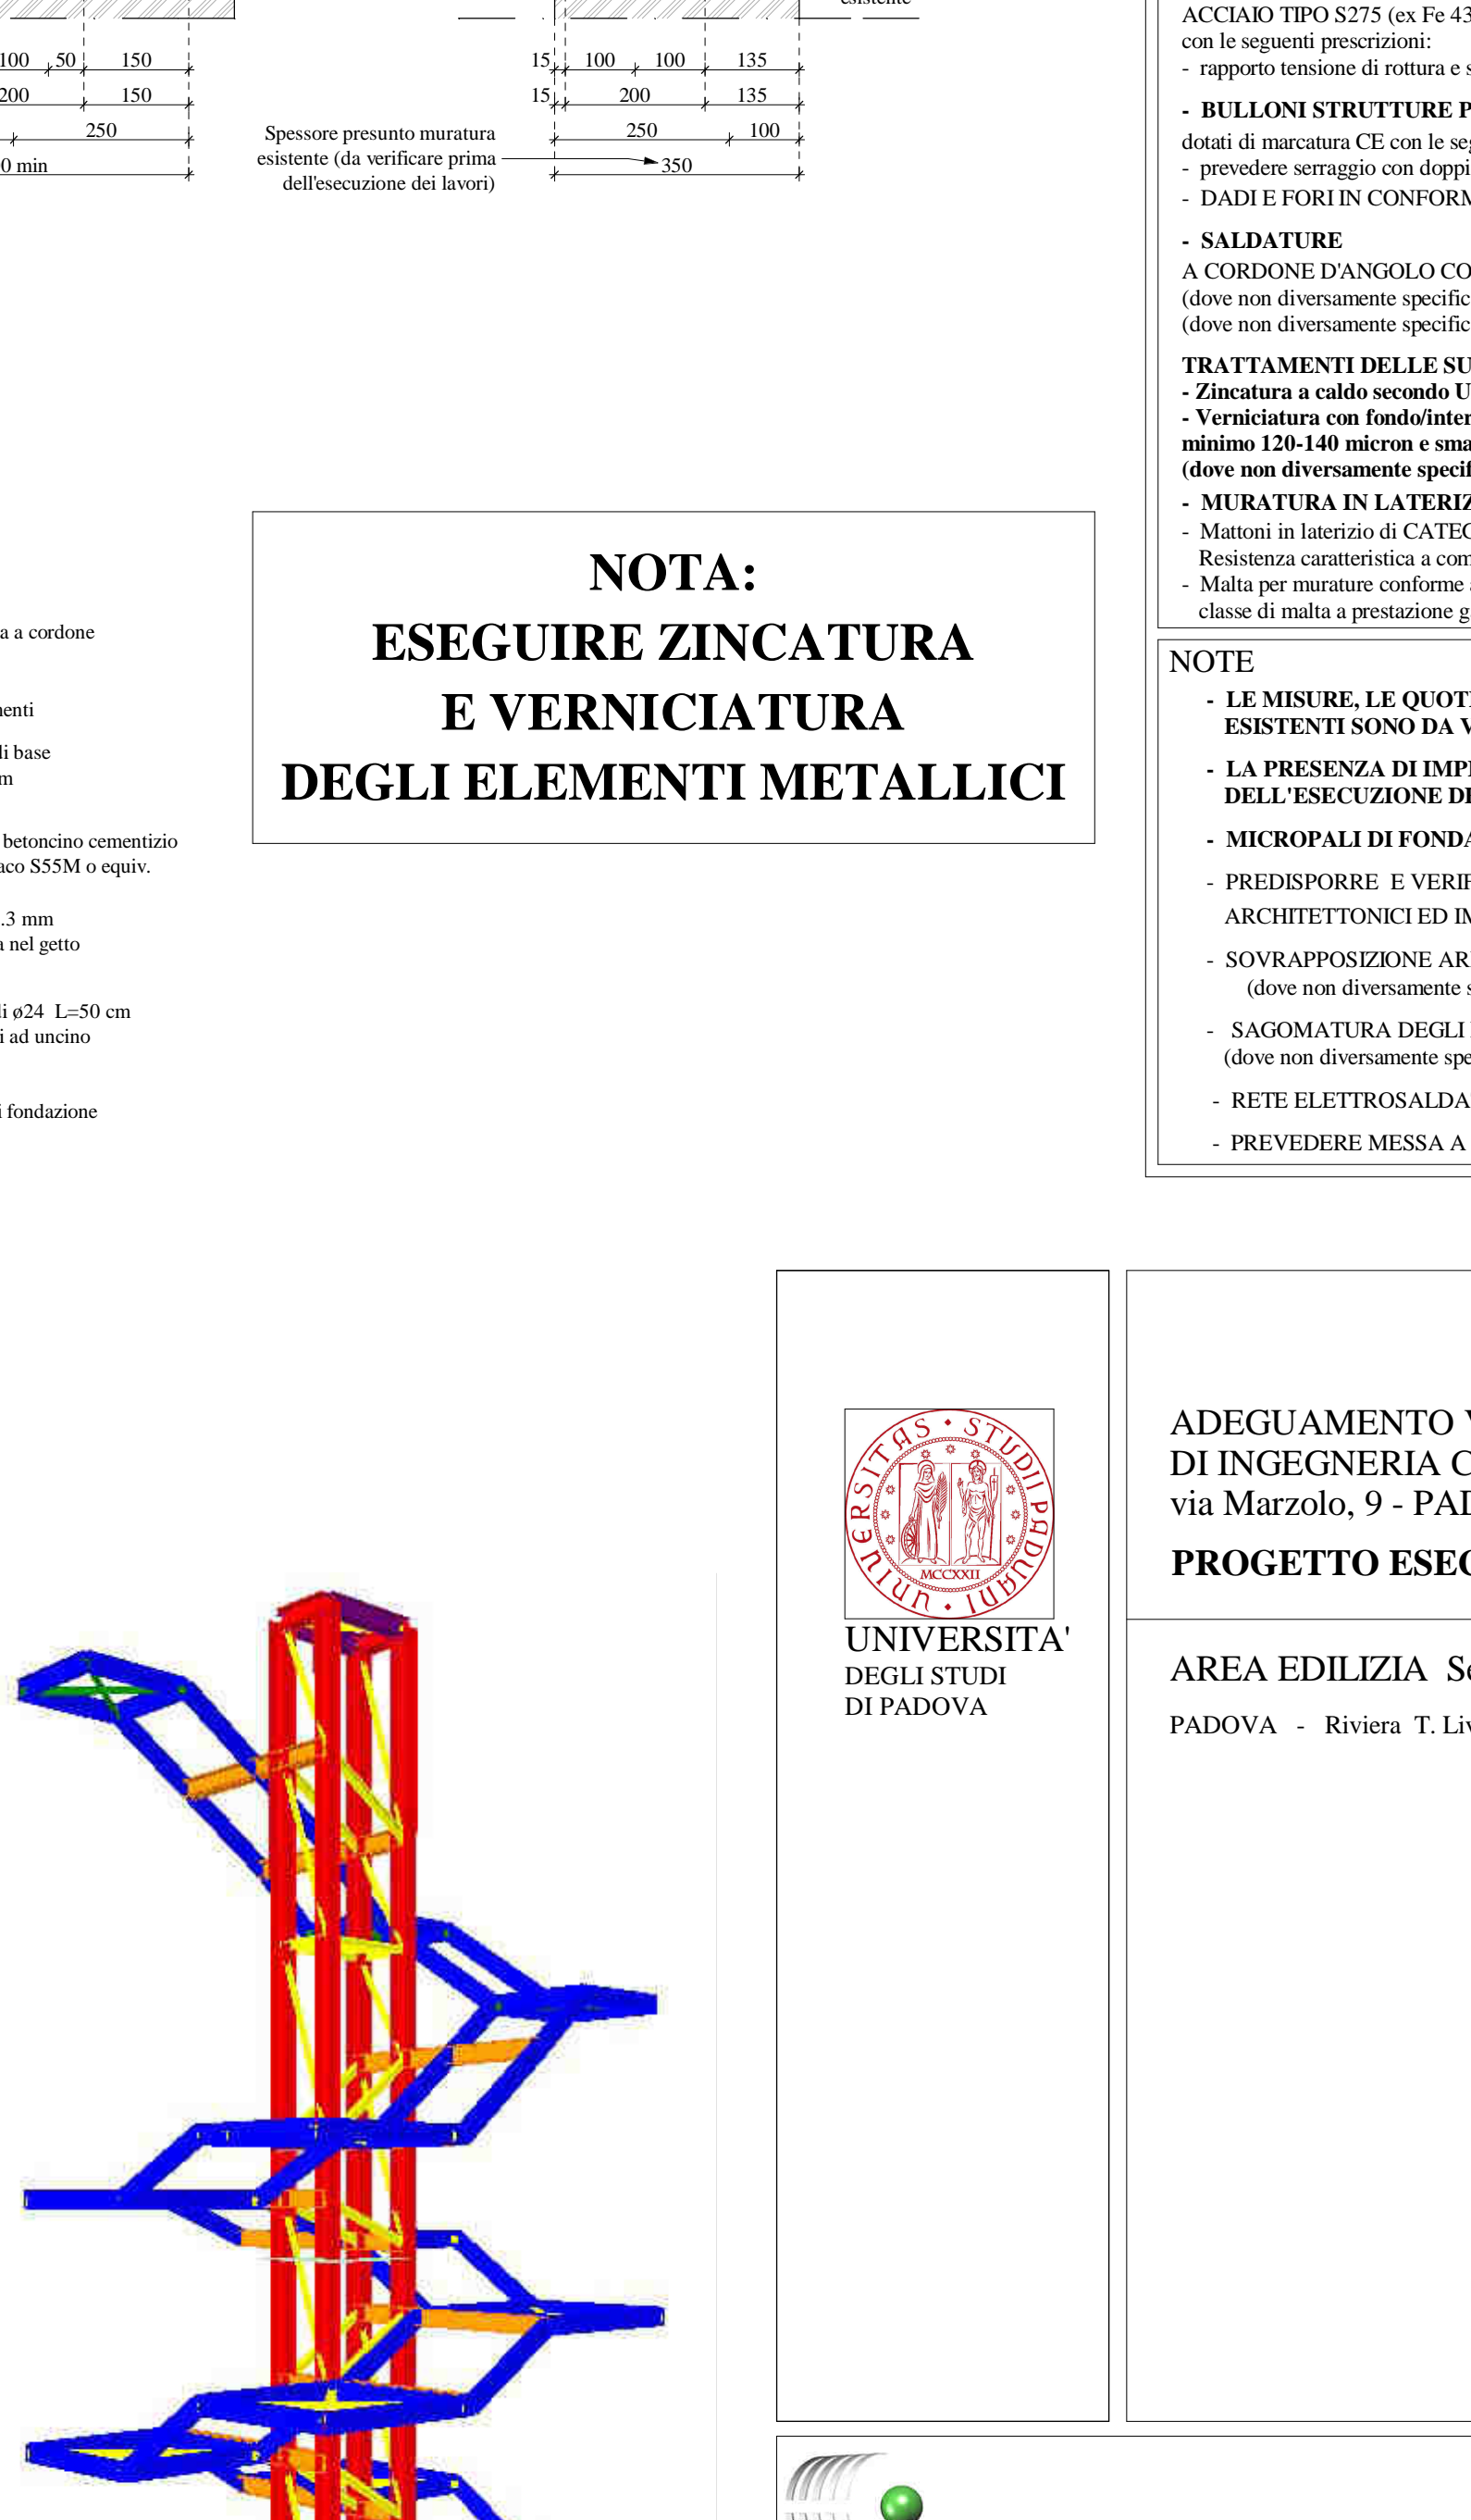 esistente
100 50 150
200 150
250
0 min
15 100 100 135
15 200 135
250 100
350
Spessore presunto muratura
esistente (da verificare prima
dell'esecuzione dei lavori)
ACCIAIO TIPO S275 (ex Fe 43
con le seguenti prescrizioni:
- rapporto tensione di rottura e s
- BULLONI STRUTTURE P
dotati di marcatura CE con le seg
- prevedere serraggio con doppi
- DADI E FORI IN CONFORM
- SALDATURE
A CORDONE D'ANGOLO CO
(dove non diversamente specific
(dove non diversamente specific
TRATTAMENTI DELLE SU
- Zincatura a caldo secondo U
- Verniciatura con fondo/inter
minimo 120-140 micron e sma
(dove non diversamente specif
- MURATURA IN LATERIZ
- Mattoni in laterizio di CATEG
Resistenza caratteristica a com
- Malta per murature conforme a
classe di malta a prestazione g
NOTA:
ESEGUIRE ZINCATURA
E VERNICIATURA
DEGLI ELEMENTI METALLICI
a a cordone
menti
di base
m
betoncino cementizio
aco S55M o equiv.
.3 mm
a nel getto
di ø24 L=50 cm
i ad uncino
i fondazione
NOTE
- LE MISURE, LE QUOTE
ESISTENTI SONO DA V
- LA PRESENZA DI IMPI
DELL'ESECUZIONE DE
- MICROPALI DI FONDA
- PREDISPORRE E VERIF
ARCHITETTONICI ED IM
- SOVRAPPOSIZIONE AR
(dove non diversamente s
- SAGOMATURA DEGLI
(dove non diversamente spe
- RETE ELETTROSALDA
- PREVEDERE MESSA A
UNIVERSITAS STUDII PADUANI
MCCXXII
UNIVERSITA'
DEGLI STUDI
DI PADOVA
ADEGUAMENTO V
DI INGEGNERIA C
via Marzolo, 9 - PAD
PROGETTO ESEC
AREA EDILIZIA Se
PADOVA - Riviera T. Liv